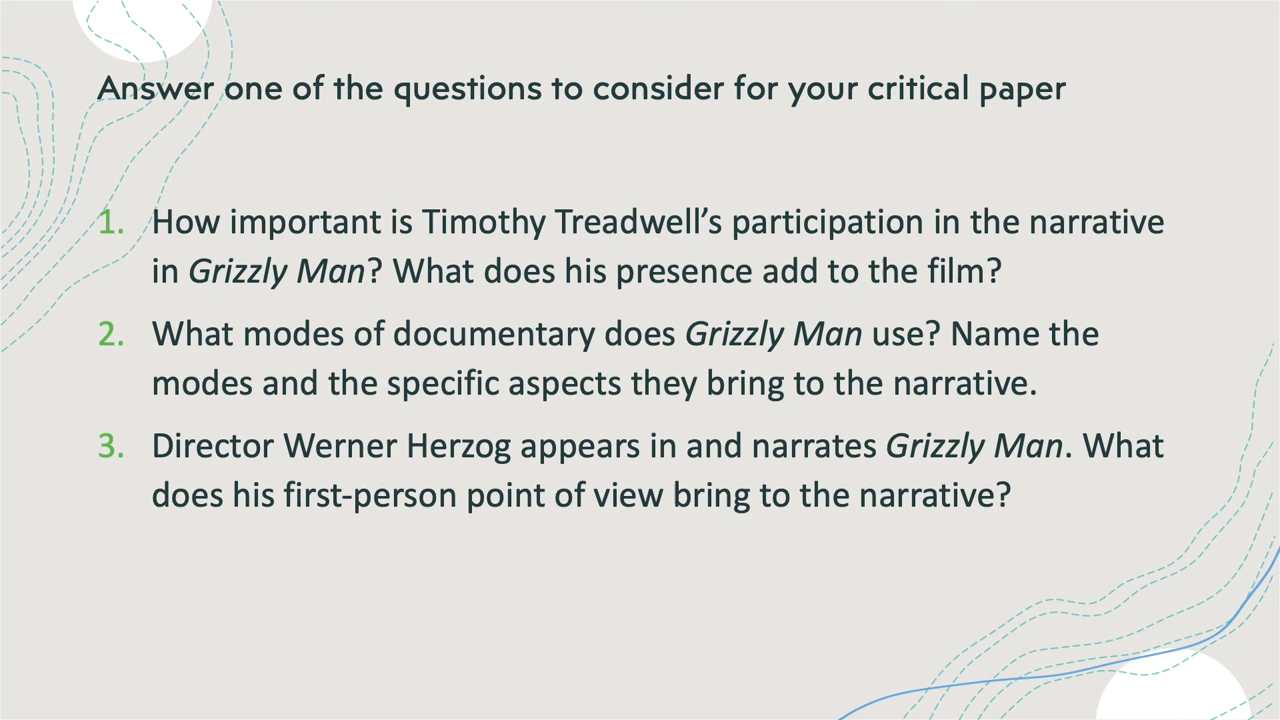 Answer one of the questions to consider for your critical paper
1. How important is Timothy Treadwell’s participation in the narrative
in Grizzly Man? What does his presence add to the film?
2. What modes of documentary does Grizzly Man use? Name the
modes and the specific aspects they bring to the narrative.
3. Director Werner Herzog appears in and narrates Grizzly Man. What
does his first-person point of view bring to the narrative?